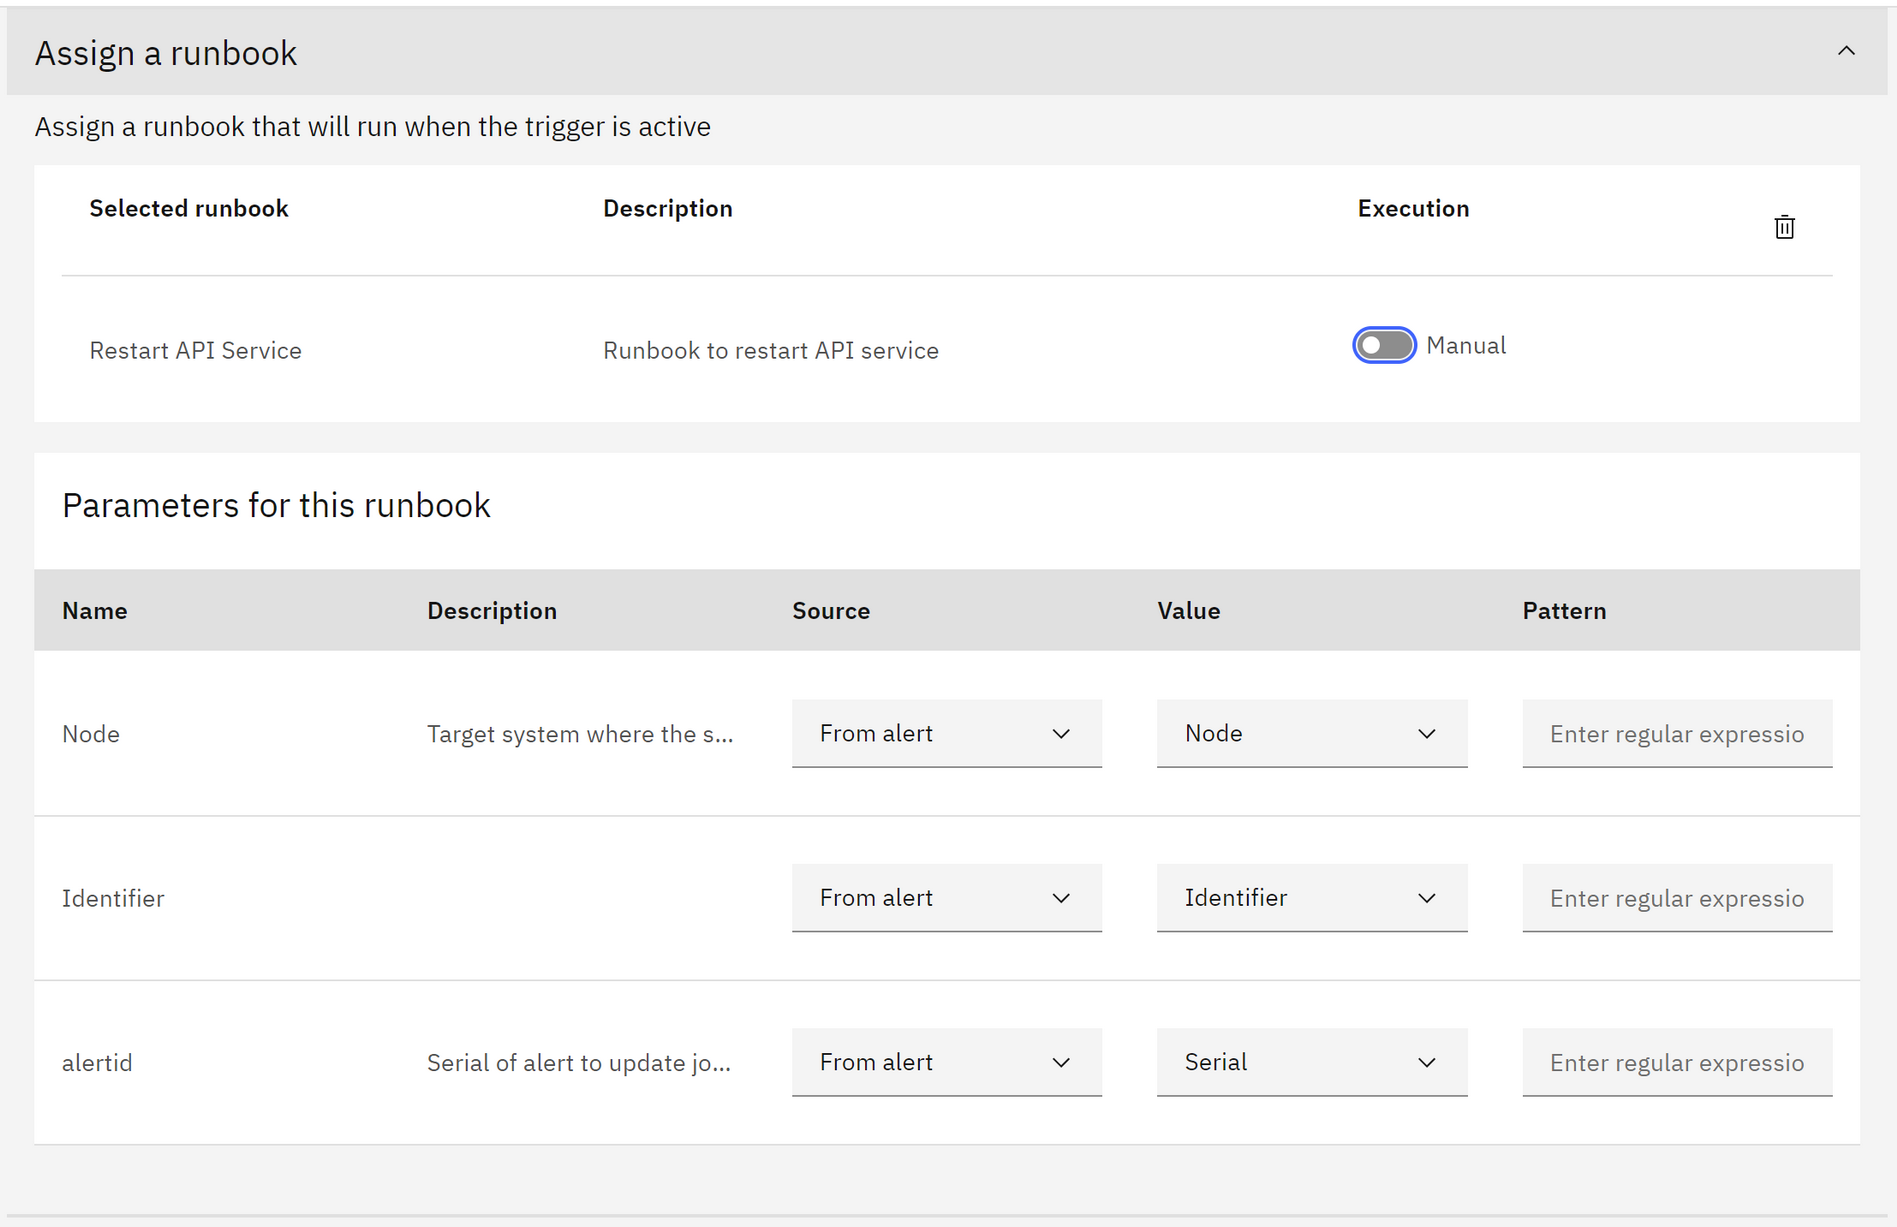 Assign a runbook
Assign a runbook that will run when the trigger is active
Selected runbook Description Execution
Restart API Service Runbook to restart API service Manual
Parameters for this runbook
Name Description Source Value Pattern
Node Target system where the s... From alert Node Enter regular expressio
Identifier From alert Identifier Enter regular expressio
alertid Serial of alert to update jo... From alert Serial Enter regular expressio